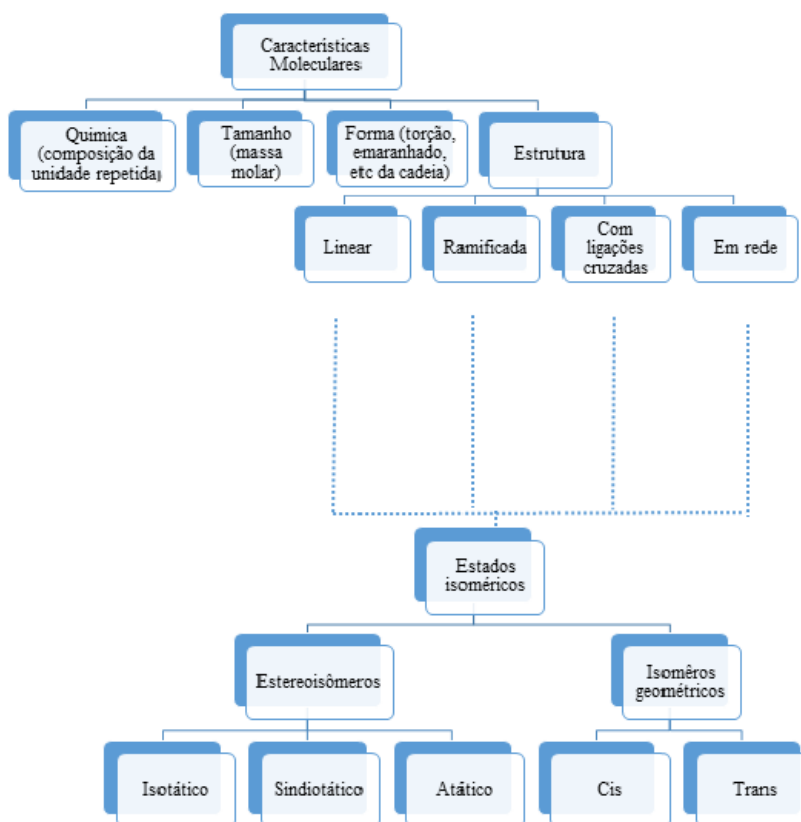 Características
Moleculares
Quimica
(composição da
unidade repetida)
Tamanho
(massa
molar)
Forma (torção,
emaranhado,
etc da cadeia)
Estrutura
Linear
Ramificada
Com
ligações
cruzadas
Em rede
Estados
isoméricos
Estereoisômeros
Isomêros
geométricos
Isotático
Sindiotático
Atático
Cis
Trans